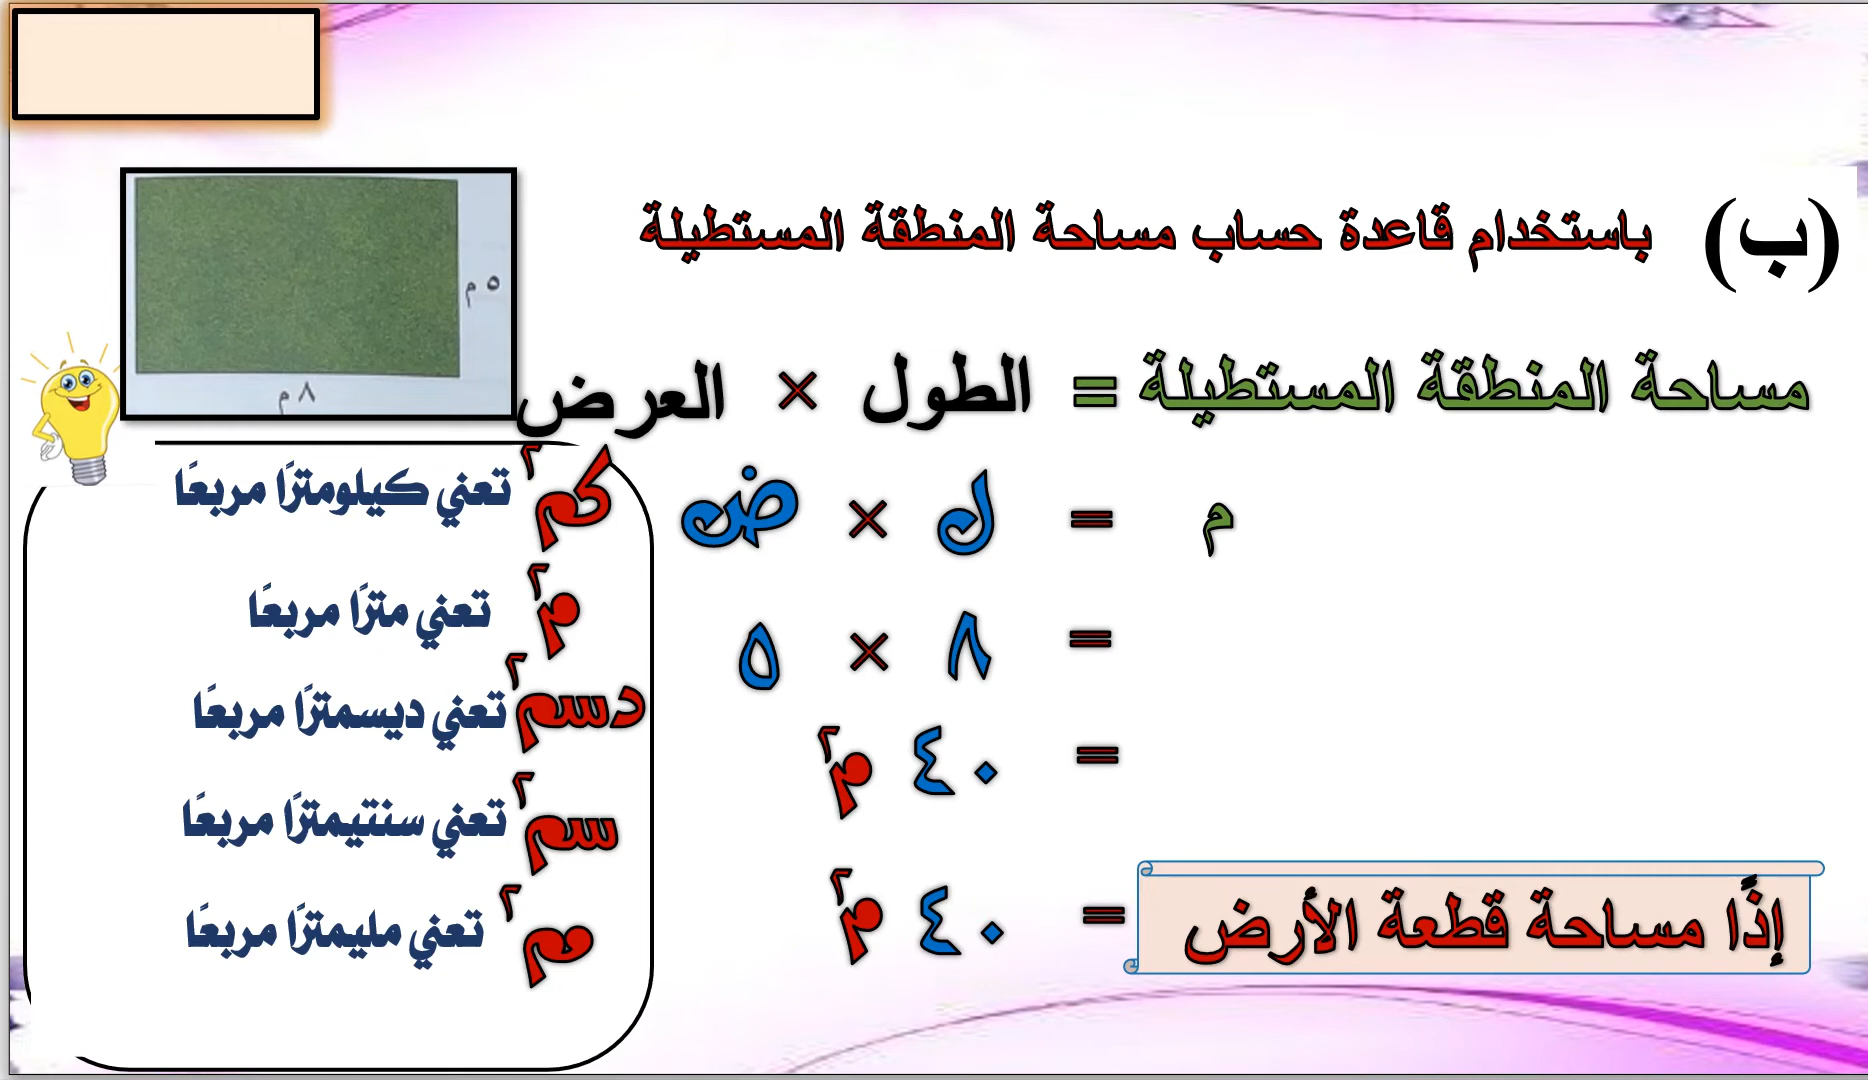 (ب) باستخدام قاعدة حساب مساحة المنطقة المستطيلة
٥ م
٨ م
مساحة المنطقة المستطيلة = الطول × العرض
م = ل × ض
= ٨ × ٥
= ٤٠ م٢
إذًا مساحة قطعة الأرض = ٤٠ م٢
كم٢ تعني كيلومترًا مربعًا
م٢ تعني مترًا مربعًا
دسم٢ تعني ديسمترًا مربعًا
سم٢ تعني سنتيمترًا مربعًا
مم٢ تعني مليمترًا مربعًا